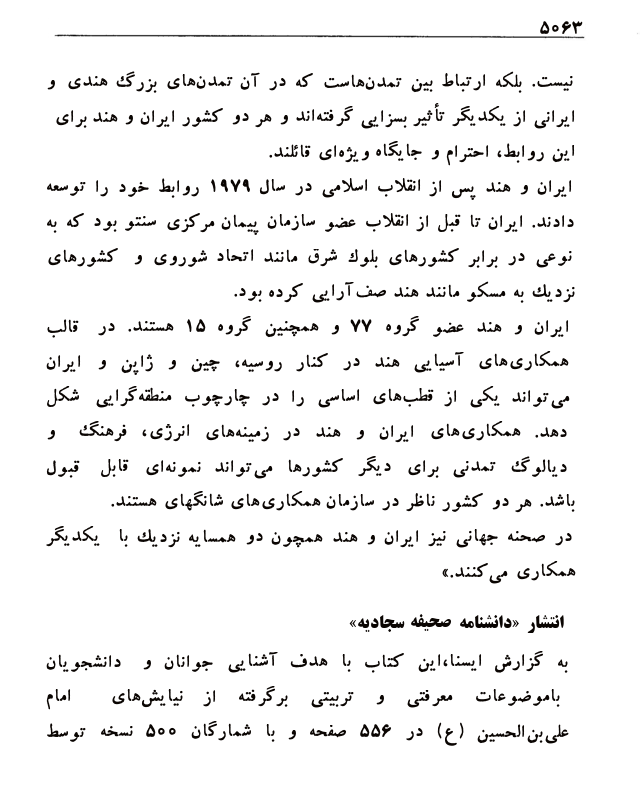 ۵۰۶۳
نیست. بلکه ارتباط بین تمدن‌هاست که در آن تمدن‌های بزرگ هندی و
ایرانی از یکدیگر تأثیر بسزایی گرفته‌اند و هر دو کشور ایران و هند برای
این روابط، احترام و جایگاه ویژه‌ای قائلند.
ایران و هند پس از انقلاب اسلامی در سال ۱۹۷۹ روابط خود را توسعه
دادند. ایران تا قبل از انقلاب عضو سازمان پیمان مرکزی سنتو بود که به
نوعی در برابر کشورهای بلوک شرق مانند اتحاد شوروی و کشورهای
نزدیک به مسکو مانند هند صف‌آرایی کرده بود.
ایران و هند عضو گروه ۷۷ و همچنین گروه ۱۵ هستند. در قالب
همکاری‌های آسیایی هند در کنار روسیه، چین و ژاپن و ایران
می‌تواند یکی از قطب‌های اساسی را در چارچوب منطقه‌گرایی شکل
دهد. همکاری‌های ایران و هند در زمینه‌های انرژی، فرهنگ و
دیالوگ تمدنی برای دیگر کشورها می‌تواند نمونه‌ای قابل قبول
باشد. هر دو کشور ناظر در سازمان همکاری‌های شانگهای هستند.
در صحنه جهانی نیز ایران و هند همچون دو همسایه نزدیک با یکدیگر
همکاری می‌کنند.»
انتشار «دانشنامه صحیفه سجادیه»
به گزارش ایسنا،این کتاب با هدف آشنایی جوانان و دانشجویان
باموضوعات معرفتی و تربیتی برگرفته از نیایش‌های امام
علی‌بن‌الحسین (ع) در ۵۵۶ صفحه و با شمارگان ۵۰۰ نسخه توسط